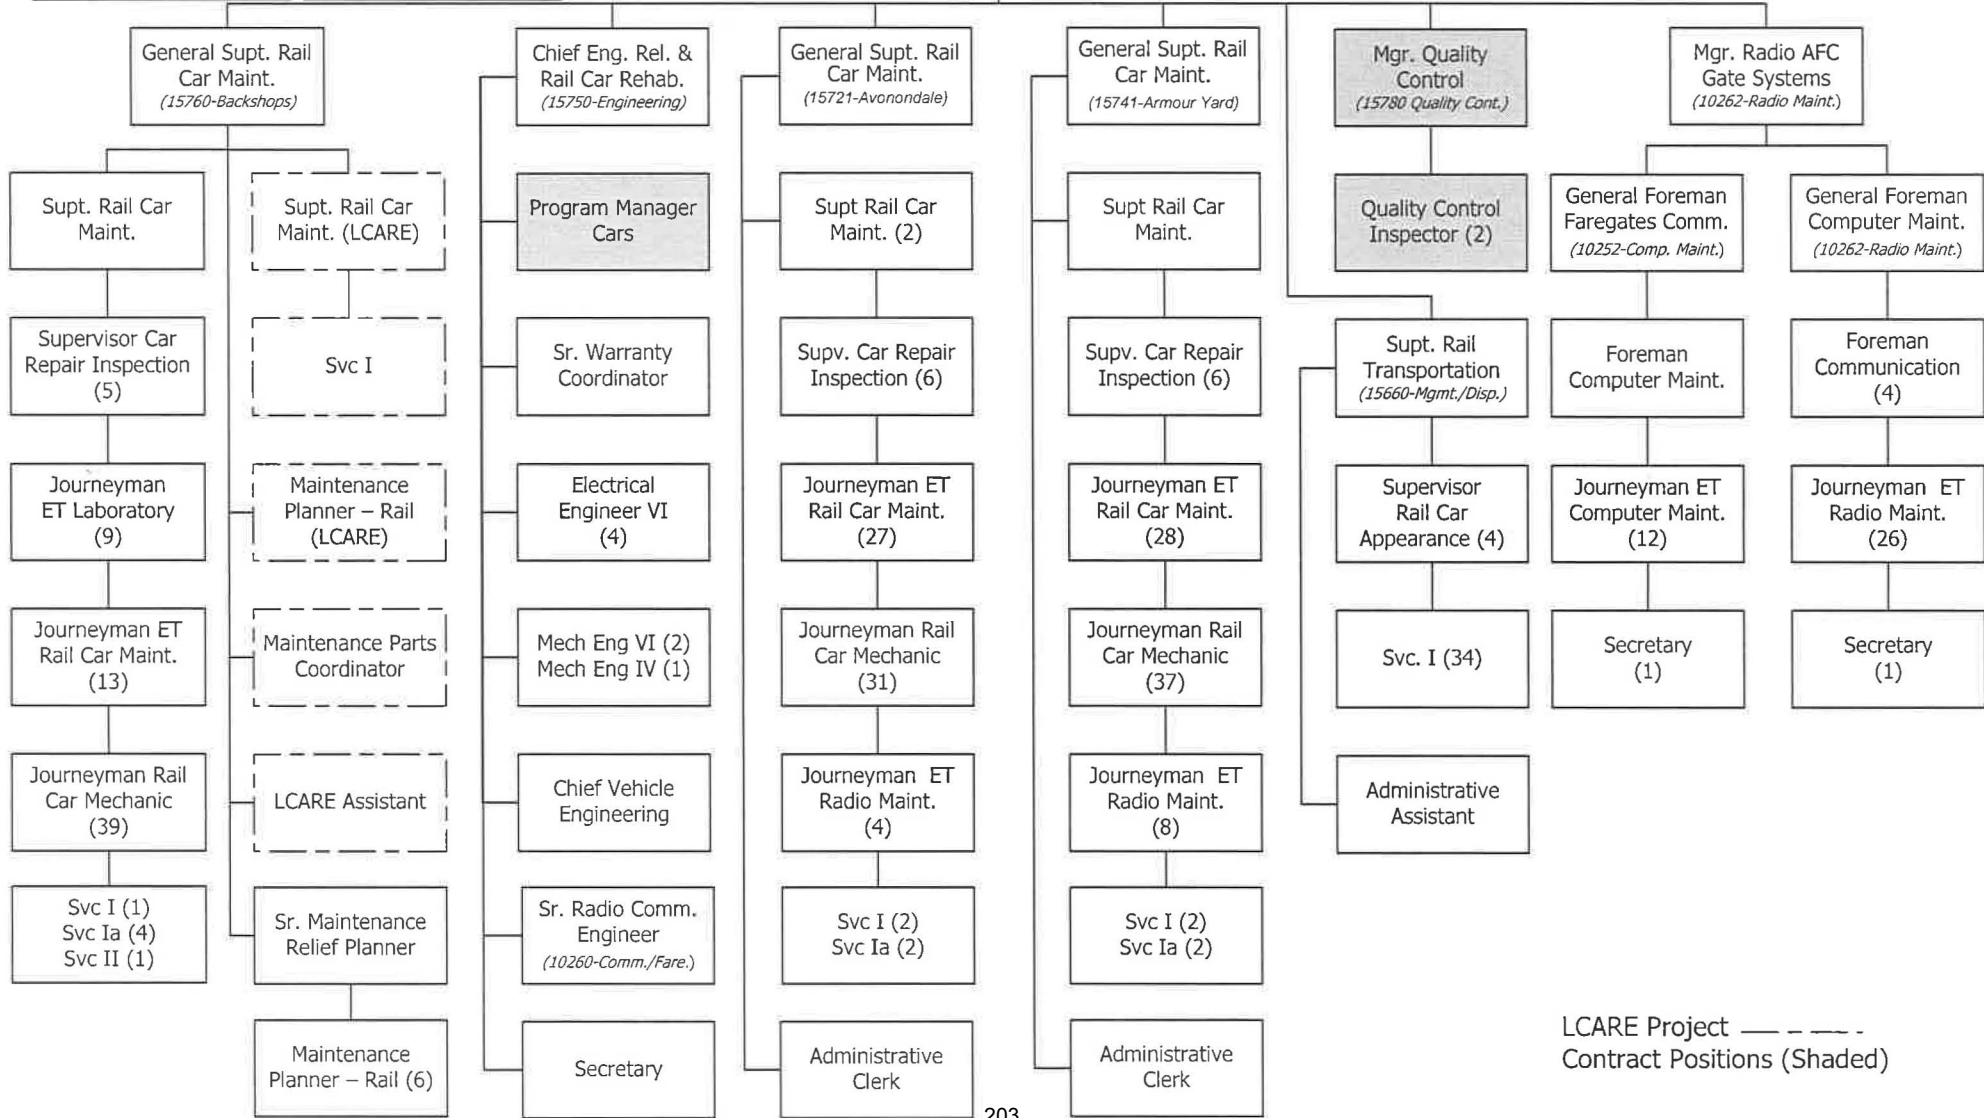 General Supt. Rail
Car Maint.
(15760-Backshops)
Chief Eng. Rel. &
Rail Car Rehab.
(15750-Engineering)
General Supt. Rail
Car Maint.
(15721-Avonondale)
General Supt. Rail
Car Maint.
(15741-Armour Yard)
Mgr. Quality
Control
(15780 Quality Cont.)
Mgr. Radio AFC
Gate Systems
(10262-Radio Maint.)
Supt. Rail Car
Maint.
Supt. Rail Car
Maint. (LCARE)
Program Manager
Cars
Supt Rail Car
Maint. (2)
Supt Rail Car
Maint.
Quality Control
Inspector (2)
General Foreman
Faregates Comm.
(10252-Comp. Maint.)
General Foreman
Computer Maint.
(10262-Radio Maint.)
Supervisor Car
Repair Inspection
(5)
Svc I
Sr. Warranty
Coordinator
Supv. Car Repair
Inspection (6)
Supv. Car Repair
Inspection (6)
Supt. Rail
Transportation
(15660-Mgmt./Disp.)
Foreman
Computer Maint.
Foreman
Communication
(4)
Journeyman
ET Laboratory
(9)
Maintenance
Planner – Rail
(LCARE)
Electrical
Engineer VI
(4)
Journeyman ET
Rail Car Maint.
(27)
Journeyman ET
Rail Car Maint.
(28)
Supervisor
Rail Car
Appearance (4)
Journeyman ET
Computer Maint.
(12)
Journeyman ET
Radio Maint.
(26)
Journeyman ET
Rail Car Maint.
(13)
Maintenance Parts
Coordinator
Mech Eng VI (2)
Mech Eng IV (1)
Journeyman Rail
Car Mechanic
(31)
Journeyman Rail
Car Mechanic
(37)
Svc. I (34)
Secretary
(1)
Secretary
(1)
Journeyman Rail
Car Mechanic
(39)
LCARE Assistant
Chief Vehicle
Engineering
Journeyman ET
Radio Maint.
(4)
Journeyman ET
Radio Maint.
(8)
Administrative
Assistant
Svc I (1)
Svc Ia (4)
Svc II (1)
Sr. Maintenance
Relief Planner
Sr. Radio Comm.
Engineer
(10260-Comm./Fare.)
Svc I (2)
Svc Ia (2)
Svc I (2)
Svc Ia (2)
Maintenance
Planner – Rail (6)
Secretary
Administrative
Clerk
Administrative
Clerk
LCARE Project
Contract Positions (Shaded)
203